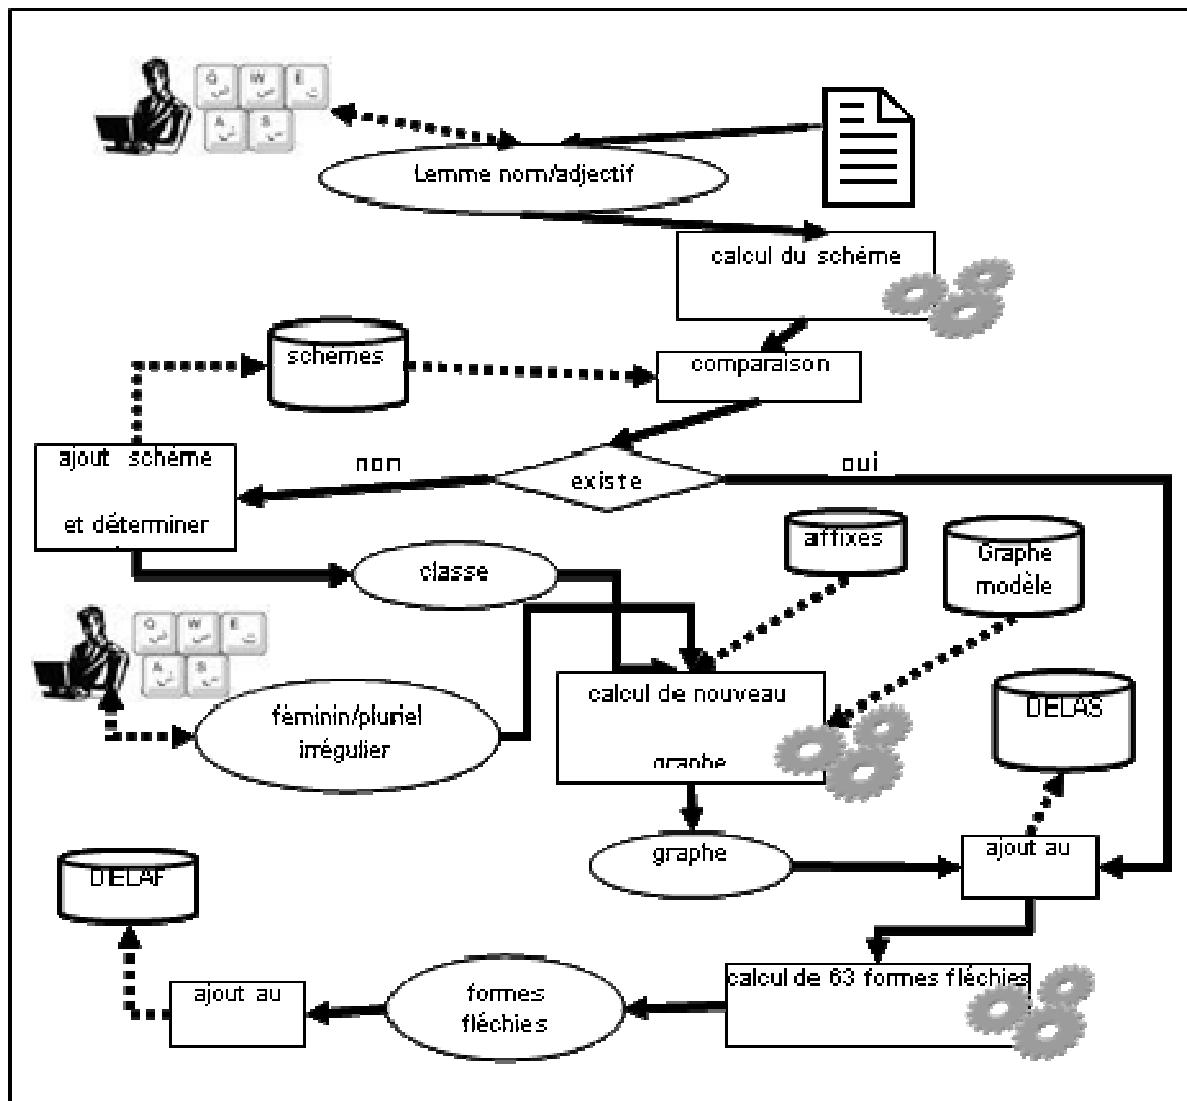 Q W E
A S
Lemme nom/adjectif
calcul du schème
schèmes
comparaison
ajout schème
et déterminer
non
existe
oui
affixes
Graphe
modèle
classe
Q W E
A S
féminin/pluriel
irrégulier
calcul de nouveau
graphe
DELAS
graphe
ajout au
DELAF
calcul de 63 formes fléchies
ajout au
formes
fléchies